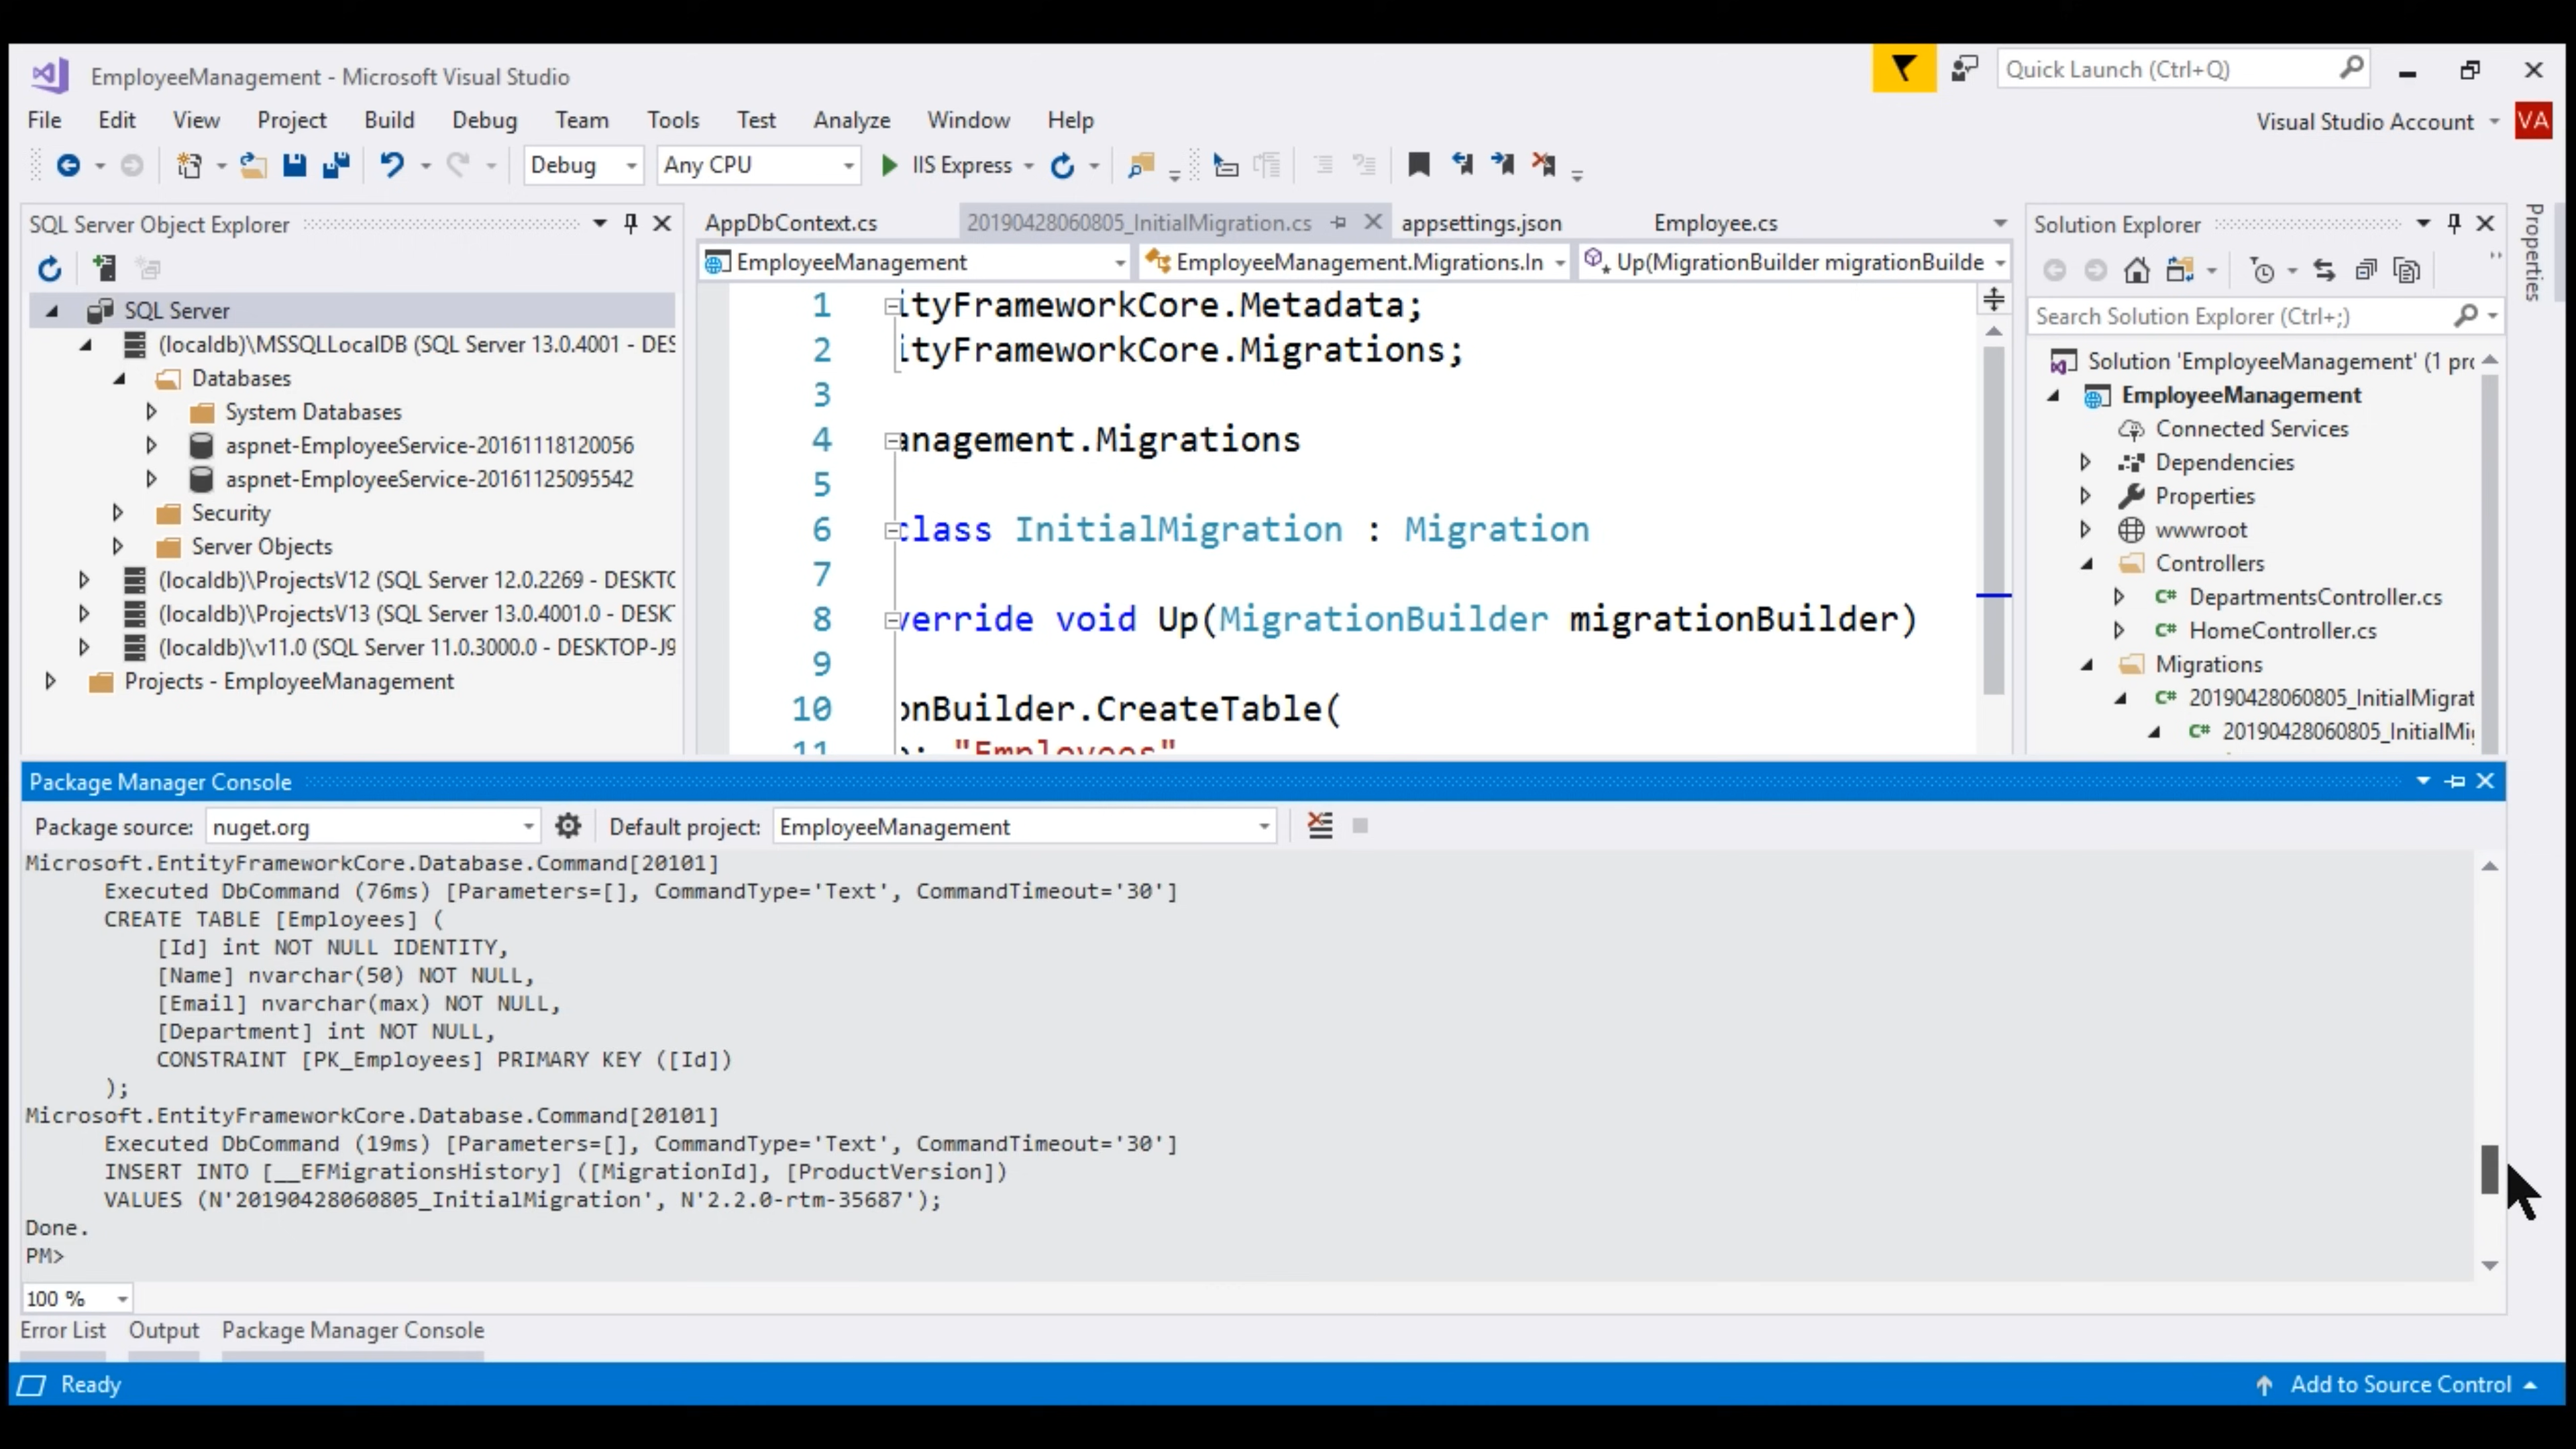 EmployeeManagement - Microsoft Visual Studio
Quick Launch (Ctrl+Q)
File Edit View Project Build Debug Team Tools Test Analyze Window Help
Visual Studio Account VA
Debug Any CPU IIS Express
SQL Server Object Explorer
SQL Server
(localdb)\MSSQLLocalDB (SQL Server 13.0.4001 - DES
Databases
System Databases
aspnet-EmployeeService-20161118120056
aspnet-EmployeeService-20161125095542
Security
Server Objects
(localdb)\ProjectsV12 (SQL Server 12.0.2269 - DESKTC
(localdb)\ProjectsV13 (SQL Server 13.0.4001.0 - DESK
(localdb)\v11.0 (SQL Server 11.0.3000.0 - DESKTOP-J9
Projects - EmployeeManagement
AppDbContext.cs 20190428060805_InitialMigration.cs appsettings.json Employee.cs
EmployeeManagement EmployeeManagement.Migrations.In Up(MigrationBuilder migrationBuilde
1 ityFrameworkCore.Metadata;
2 ityFrameworkCore.Migrations;
3
4 anagement.Migrations
5
6 class InitialMigration : Migration
7
8 verride void Up(MigrationBuilder migrationBuilder)
9
10 onBuilder.CreateTable(
11 e: "Employees"
Solution Explorer
Search Solution Explorer (Ctrl+;)
Solution 'EmployeeManagement' (1 pro
EmployeeManagement
Connected Services
Dependencies
Properties
wwwroot
Controllers
C# DepartmentsController.cs
C# HomeController.cs
Migrations
C# 20190428060805_InitialMigrat
C# 20190428060805_InitialMi
Properties
Package Manager Console
Package source: nuget.org Default project: EmployeeManagement
Microsoft.EntityFrameworkCore.Database.Command[20101]
Executed DbCommand (76ms) [Parameters=[], CommandType='Text', CommandTimeout='30']
CREATE TABLE [Employees] (
[Id] int NOT NULL IDENTITY,
[Name] nvarchar(50) NOT NULL,
[Email] nvarchar(max) NOT NULL,
[Department] int NOT NULL,
CONSTRAINT [PK_Employees] PRIMARY KEY ([Id])
);
Microsoft.EntityFrameworkCore.Database.Command[20101]
Executed DbCommand (19ms) [Parameters=[], CommandType='Text', CommandTimeout='30']
INSERT INTO [__EFMigrationsHistory] ([MigrationId], [ProductVersion])
VALUES (N'20190428060805_InitialMigration', N'2.2.0-rtm-35687');
Done.
PM>
100 %
Error List Output Package Manager Console
Ready
Add to Source Control